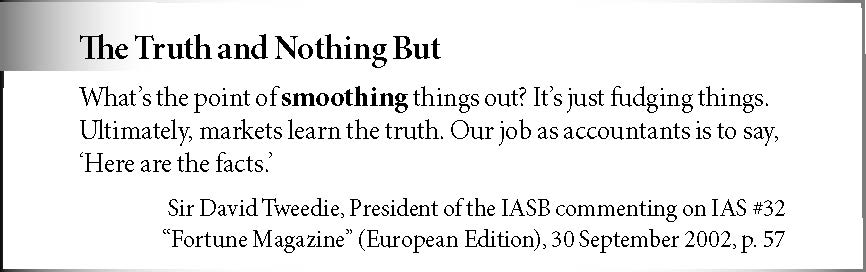 The Truth and Nothing But
What’s the point of smoothing things out? It’s just fudging things.
Ultimately, markets learn the truth. Our job as accountants is to say,
‘Here are the facts.’
Sir David Tweedie, President of the IASB commenting on IAS #32
“Fortune Magazine” (European Edition), 30 September 2002, p. 57